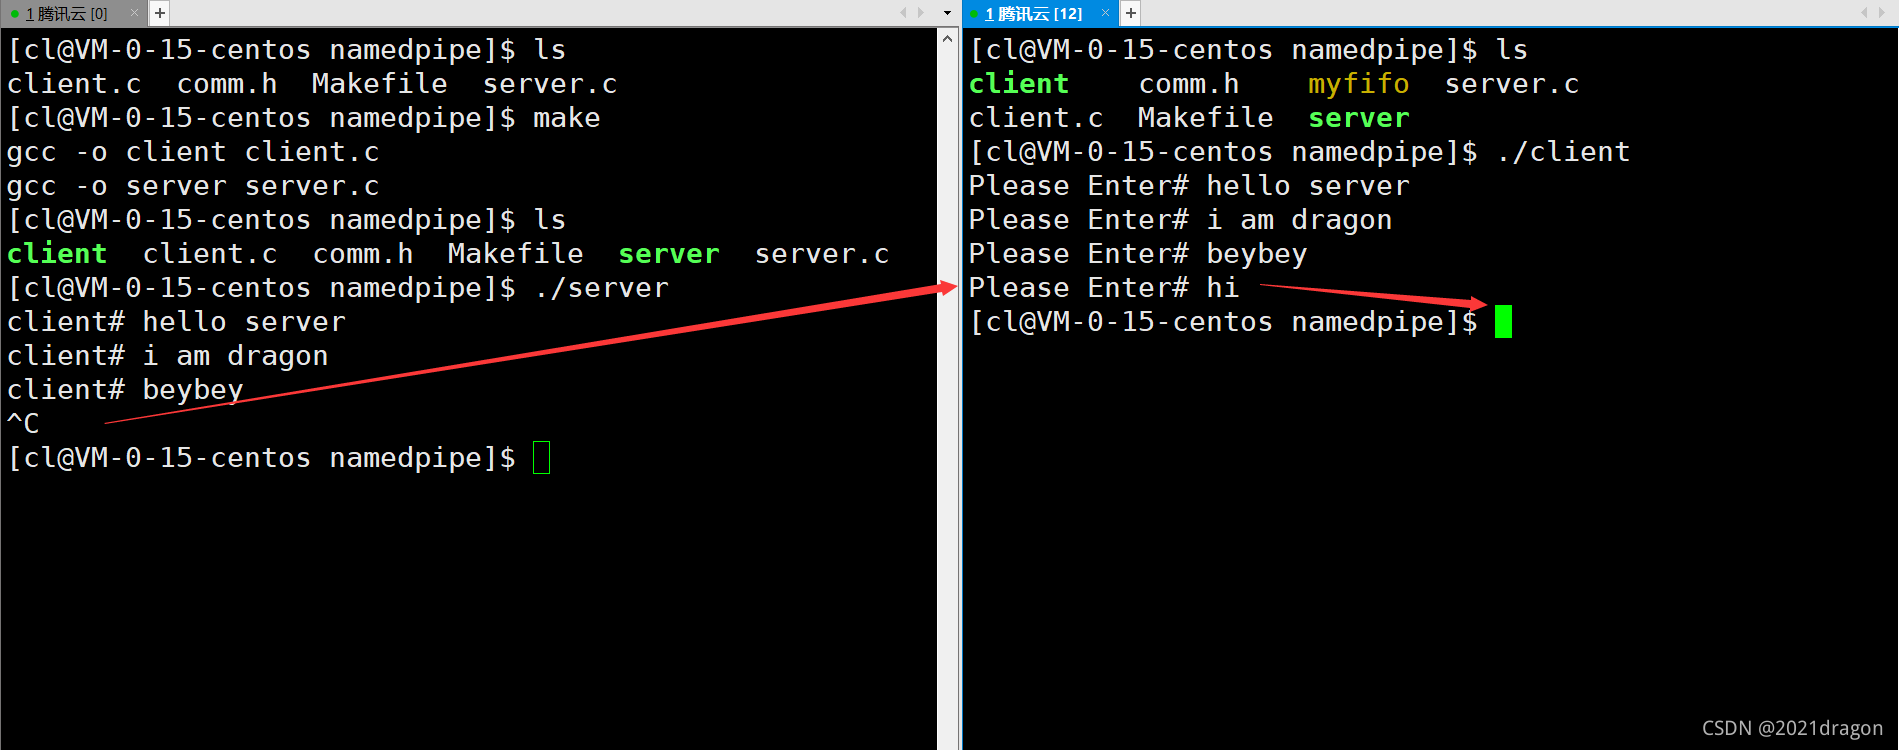 1 腾讯云 [0]
[cl@VM-0-15-centos namedpipe]$ ls
client.c  comm.h  Makefile  server.c
[cl@VM-0-15-centos namedpipe]$ make
gcc -o client client.c
gcc -o server server.c
[cl@VM-0-15-centos namedpipe]$ ls
client  client.c  comm.h  Makefile  server  server.c
[cl@VM-0-15-centos namedpipe]$ ./server
client# hello server
client# i am dragon
client# beybey
^C
[cl@VM-0-15-centos namedpipe]$
1 腾讯云 [12]
[cl@VM-0-15-centos namedpipe]$ ls
client    comm.h    myfifo  server.c
client.c  Makefile  server
[cl@VM-0-15-centos namedpipe]$ ./client
Please Enter# hello server
Please Enter# i am dragon
Please Enter# beybey
Please Enter# hi
[cl@VM-0-15-centos namedpipe]$
CSDN @2021dragon